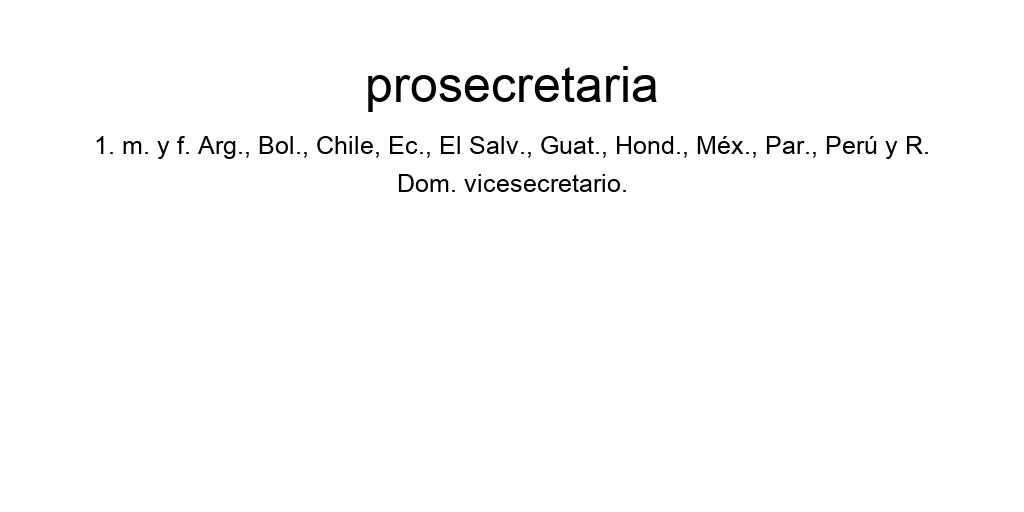 prosecretaria
1. m. y f. Arg., Bol., Chile, Ec., El Salv., Guat., Hond., Méx., Par., Perú y R.
Dom. vicesecretario.